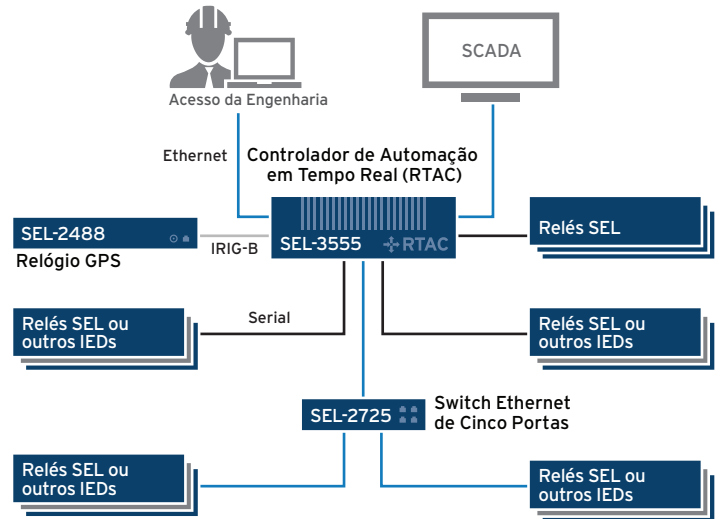 SCADA
Acesso da Engenharia
Ethernet
Controlador de Automação
em Tempo Real (RTAC)
SEL-2488
Relógio GPS
IRIG-B
SEL-3555
RTAC
Relés SEL
Relés SEL ou
outros IEDs
Serial
Relés SEL ou
outros IEDs
SEL-2725
Switch Ethernet
de Cinco Portas
Relés SEL ou
outros IEDs
Relés SEL ou
outros IEDs